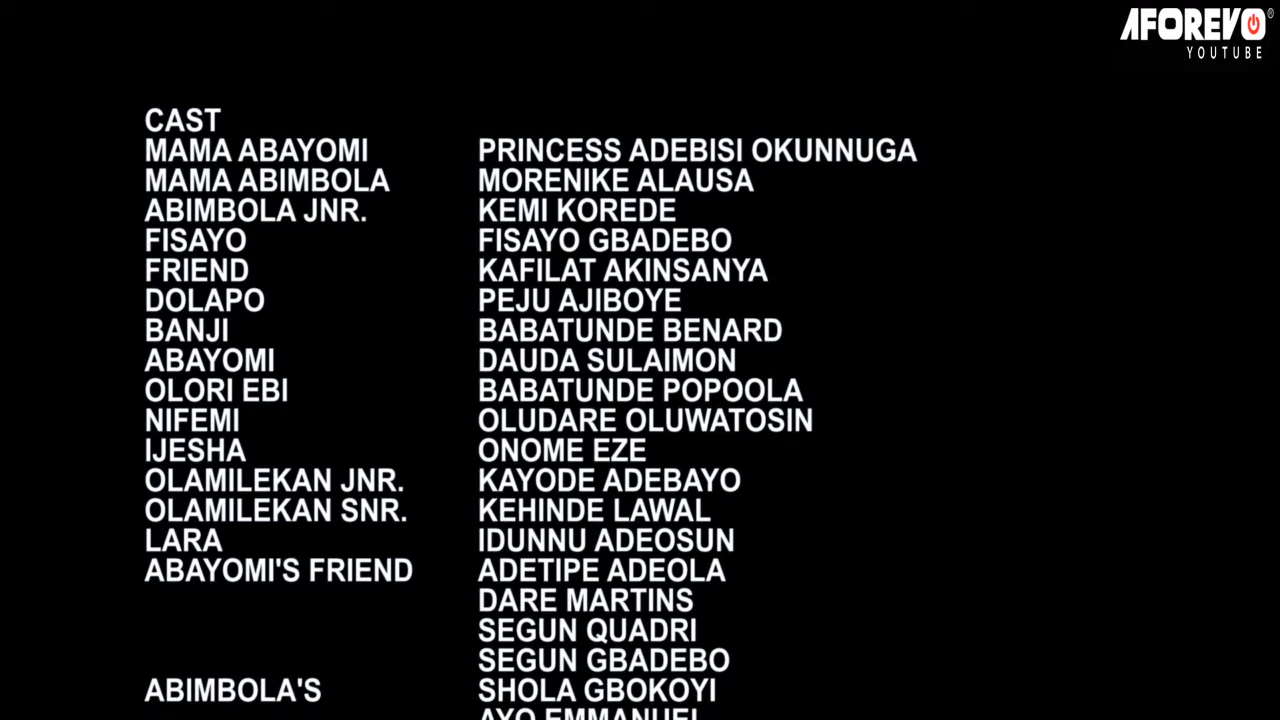 AFOREVO®
YOUTUBE
CAST
MAMA ABAYOMI PRINCESS ADEBISI OKUNNUGA
MAMA ABIMBOLA MORENIKE ALAUSA
ABIMBOLA JNR. KEMI KOREDE
FISAYO FISAYO GBADEBO
FRIEND KAFILAT AKINSANYA
DOLAPO PEJU AJIBOYE
BANJI BABATUNDE BENARD
ABAYOMI DAUDA SULAIMON
OLORI EBI BABATUNDE POPOOLA
NIFEMI OLUDARE OLUWATOSIN
IJESHA ONOME EZE
OLAMILEKAN JNR. KAYODE ADEBAYO
OLAMILEKAN SNR. KEHINDE LAWAL
LARA IDUNNU ADEOSUN
ABAYOMI'S FRIEND ADETIPE ADEOLA
DARE MARTINS
SEGUN QUADRI
SEGUN GBADEBO
ABIMBOLA'S SHOLA GBOKOYI
AYO EMMANUEL